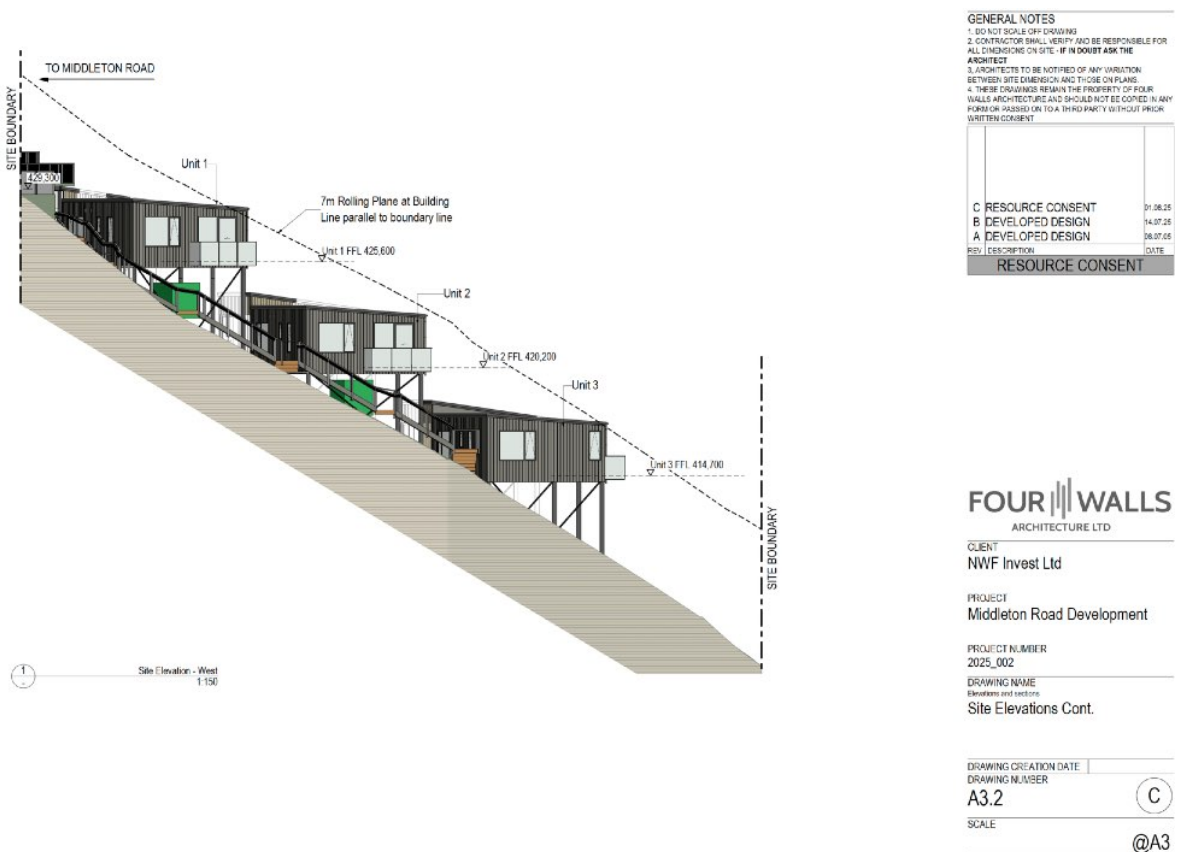 TO MIDDLETON ROAD
SITE BOUNDARY
429,300
Unit 1
7m Rolling Plane at Building
Line parallel to boundary line
Unit 1 FFL 425,600
Unit 2
Unit 2 FFL 420,200
Unit 3
Unit 3 FFL 414,700
SITE BOUNDARY
1
-
Site Elevation - West
1:150
GENERAL NOTES
1. DO NOT SCALE OFF DRAWING
2. CONTRACTOR SHALL VERIFY AND BE RESPONSIBLE FOR
ALL DIMENSIONS ON SITE - IF IN DOUBT ASK THE
ARCHITECT
3. ARCHITECTS TO BE NOTIFIED OF ANY VARIATION
BETWEEN SITE DIMENSION AND THOSE ON PLANS.
4. THESE DRAWINGS REMAIN THE PROPERTY OF FOUR
WALLS ARCHITECTURE AND SHOULD NOT BE COPIED IN ANY
FORM OR PASSED ON TO A THIRD PARTY WITHOUT PRIOR
WRITTEN CONSENT
C RESOURCE CONSENT 01.08.25
B DEVELOPED DESIGN 14.07.25
A DEVELOPED DESIGN
REV DESCRIPTION DATE
RESOURCE CONSENT
FOUR WALLS
ARCHITECTURE LTD
CLIENT
NWF Invest Ltd
PROJECT
Middleton Road Development
PROJECT NUMBER
2025_002
DRAWING NAME
Elevations and sections
Site Elevations Cont.
DRAWING CREATION DATE
DRAWING NUMBER
A3.2
C
SCALE
@A3